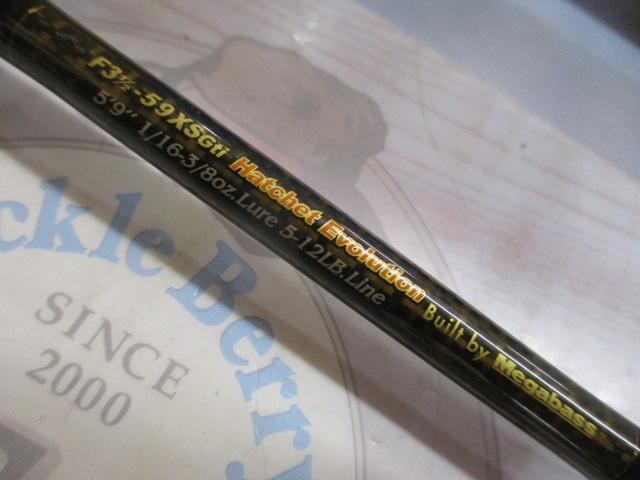 F3½-59XSGti Hatchet Evolution Built by Megabass
5'9" 1/16-3/8oz.Lure 5-12LB.Line
ckle Berry
SINCE
2000